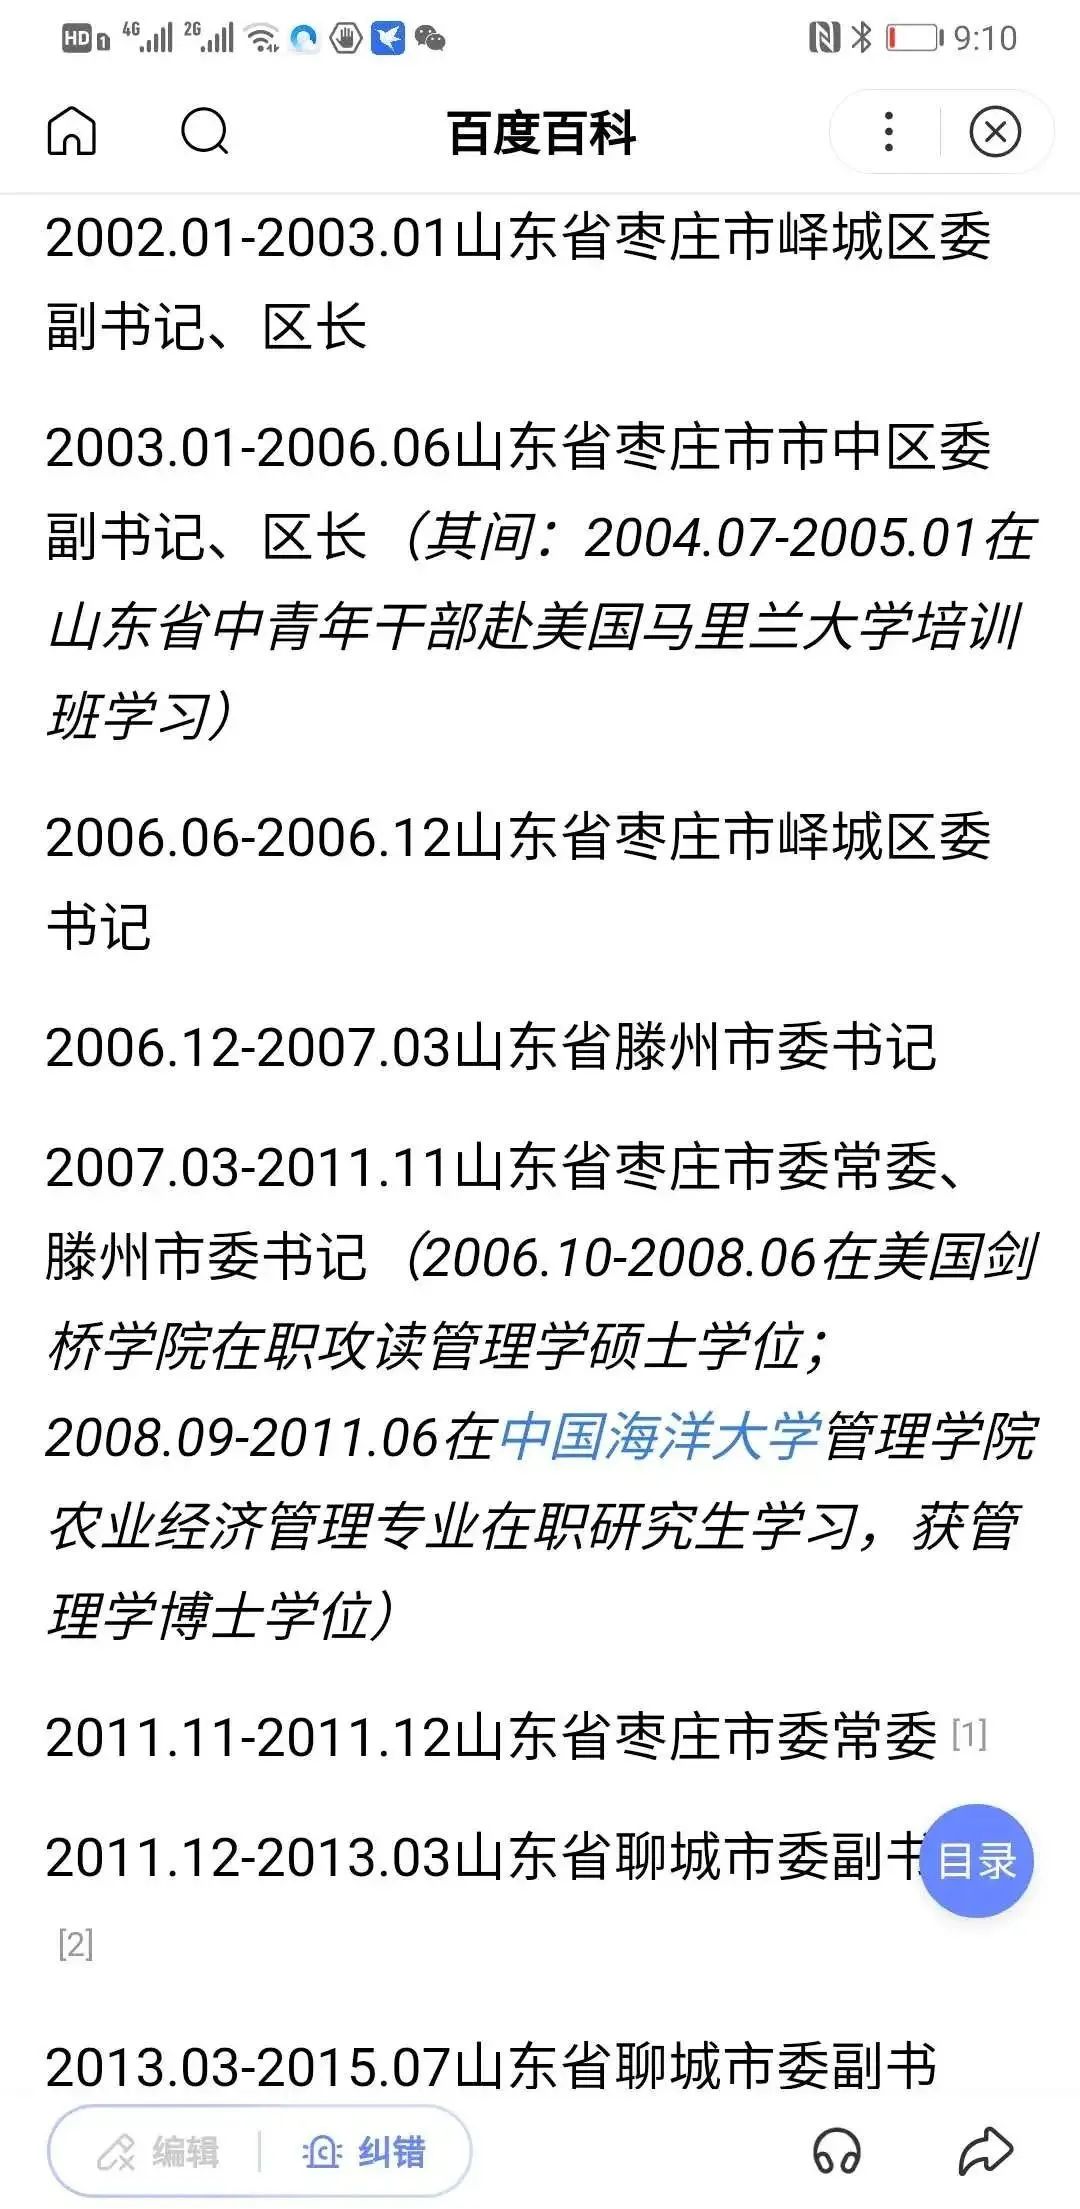 HD 1 4G 2G 9:10
百度百科
2002.01-2003.01山东省枣庄市峄城区委
副书记、区长
2003.01-2006.06山东省枣庄市市中区委
副书记、区长（其间：2004.07-2005.01在
山东省中青年干部赴美国马里兰大学培训
班学习）
2006.06-2006.12山东省枣庄市峄城区委
书记
2006.12-2007.03山东省滕州市委书记
2007.03-2011.11山东省枣庄市委常委、
滕州市委书记（2006.10-2008.06在美国剑
桥学院在职攻读管理学硕士学位；
2008.09-2011.06在中国海洋大学管理学院
农业经济管理专业在职研究生学习，获管
理学博士学位）
2011.11-2011.12山东省枣庄市委常委 [1]
2011.12-2013.03山东省聊城市委副书
目录
[2]
2013.03-2015.07山东省聊城市委副书
编辑 纠错